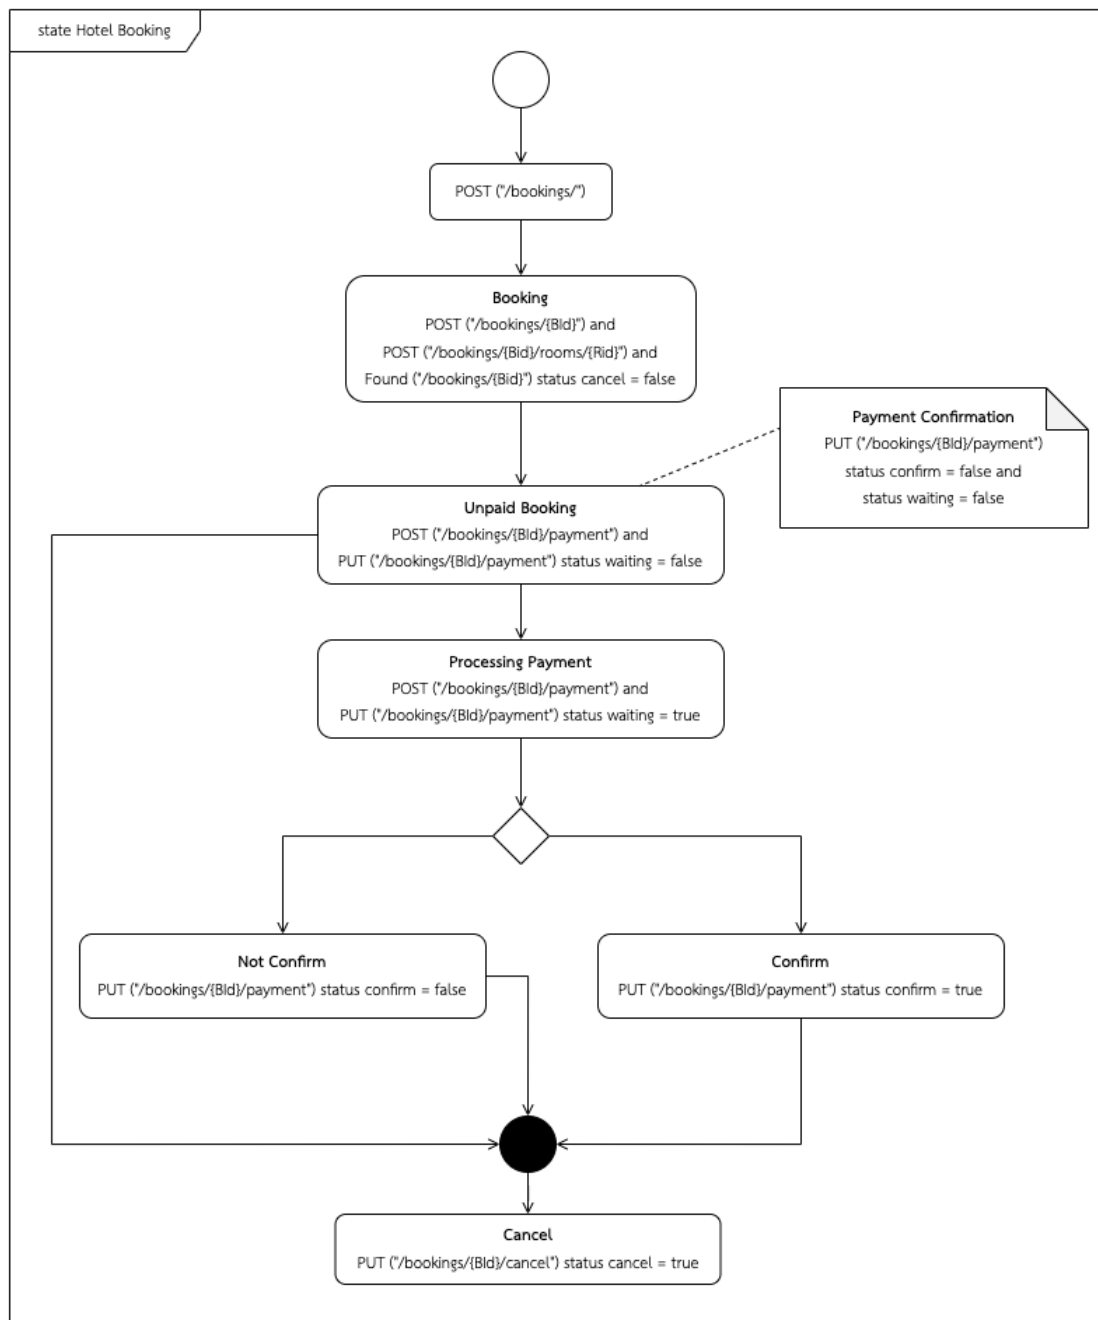 state Hotel Booking
POST ("/bookings/")
Booking
POST ("/bookings/{BId}") and
POST ("/bookings/{Bid}/rooms/{Rid}") and
Found ("/bookings/{Bid}") status cancel = false
Payment Confirmation
PUT ("/bookings/{BId}/payment")
status confirm = false and
status waiting = false
Unpaid Booking
POST ("/bookings/{BId}/payment") and
PUT ("/bookings/{BId}/payment") status waiting = false
Processing Payment
POST ("/bookings/{BId}/payment") and
PUT ("/bookings/{BId}/payment") status waiting = true
Not Confirm
PUT ("/bookings/{BId}/payment") status confirm = false
Confirm
PUT ("/bookings/{BId}/payment") status confirm = true
Cancel
PUT ("/bookings/{BId}/cancel") status cancel = true